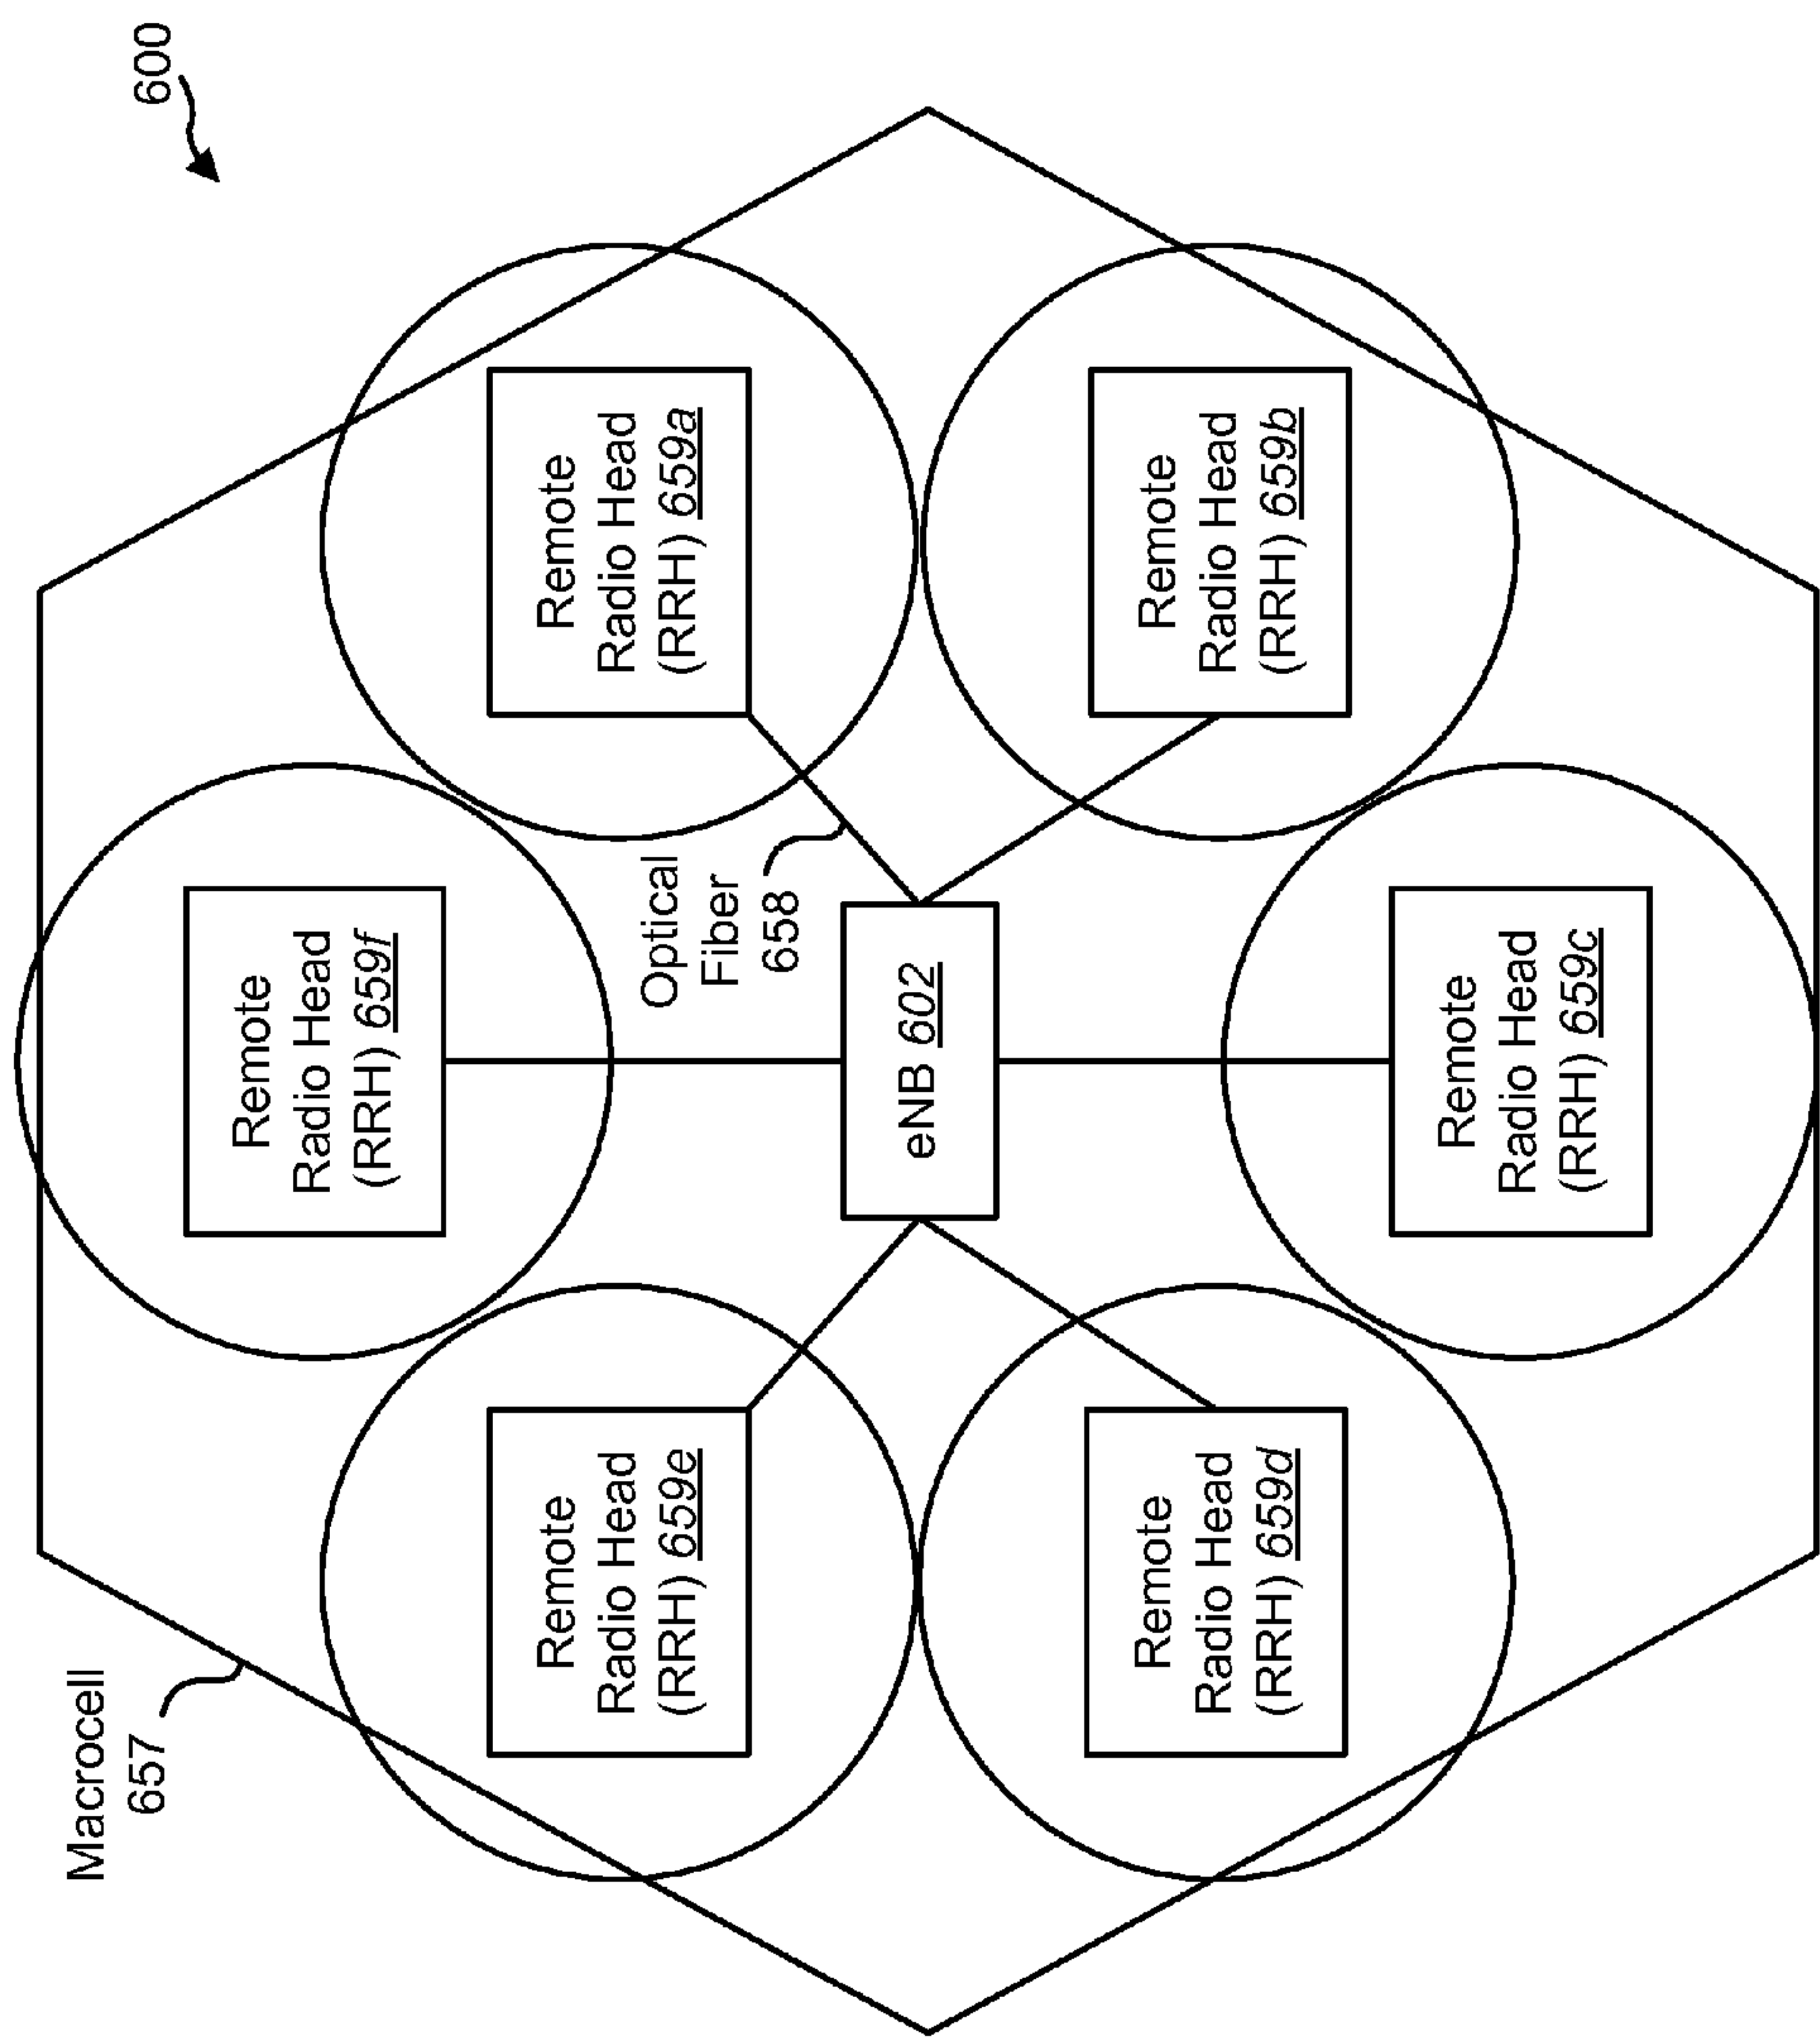 600
Macrocell
657
Remote
Radio Head
(RRH) 659f
Remote
Radio Head
(RRH) 659e
Remote
Radio Head
(RRH) 659a
Optical
Fiber
658
eNB 602
Remote
Radio Head
(RRH) 659d
Remote
Radio Head
(RRH) 659b
Remote
Radio Head
(RRH) 659c